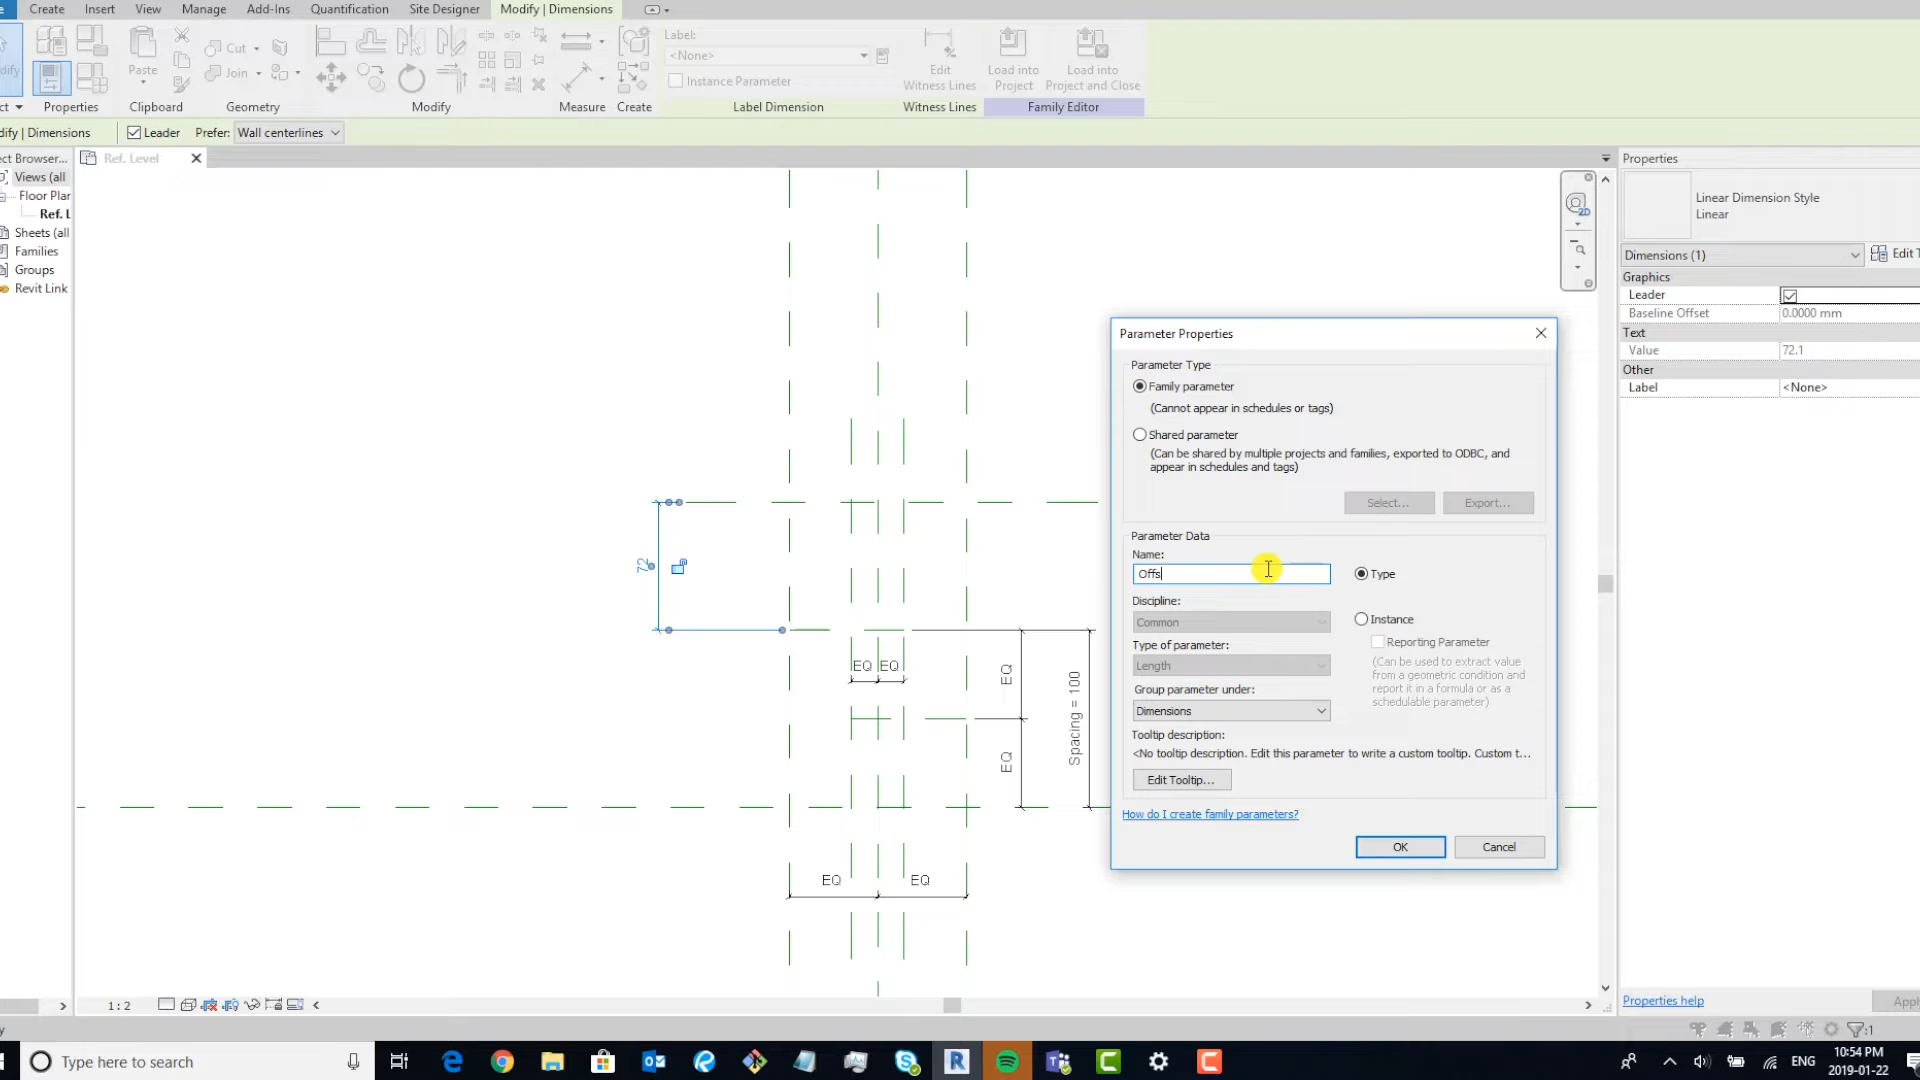 Create Insert View Manage Add-Ins Quantification Site Designer Modify | Dimensions
Cut
Join
Paste
Label:
<None>
Instance Parameter
Edit
Witness Lines
Load into
Project
Load into
Project and Close
Properties Clipboard Geometry Modify Measure Create Label Dimension Witness Lines Family Editor
dify | Dimensions Leader Prefer: Wall centerlines
ect Browser...
Views (all
Floor Plar
Ref. L
Sheets (all
Families
Groups
Revit Link
Ref. Level
2D
72
EQ EQ
EQ
EQ
Spacing = 100
EQ EQ
Parameter Properties
Parameter Type
Family parameter
(Cannot appear in schedules or tags)
Shared parameter
(Can be shared by multiple projects and families, exported to ODBC, and
appear in schedules and tags)
Select... Export...
Parameter Data
Name:
Offs
Type
Discipline:
Common
Instance
Reporting Parameter
(Can be used to extract value
from a geometric condition and
report it in a formula or as a
schedulable parameter)
Type of parameter:
Length
Group parameter under:
Dimensions
Tooltip description:
<No tooltip description. Edit this parameter to write a custom tooltip. Custom t...
Edit Tooltip...
How do I create family parameters?
OK Cancel
Properties
Linear Dimension Style
Linear
Dimensions (1) Edit T
Graphics
Leader
Baseline Offset 0.0000 mm
Text
Value 72.1
Other
Label <None>
Properties help Apply
1 : 2
:1
Type here to search
ENG
10:54 PM
2019-01-22